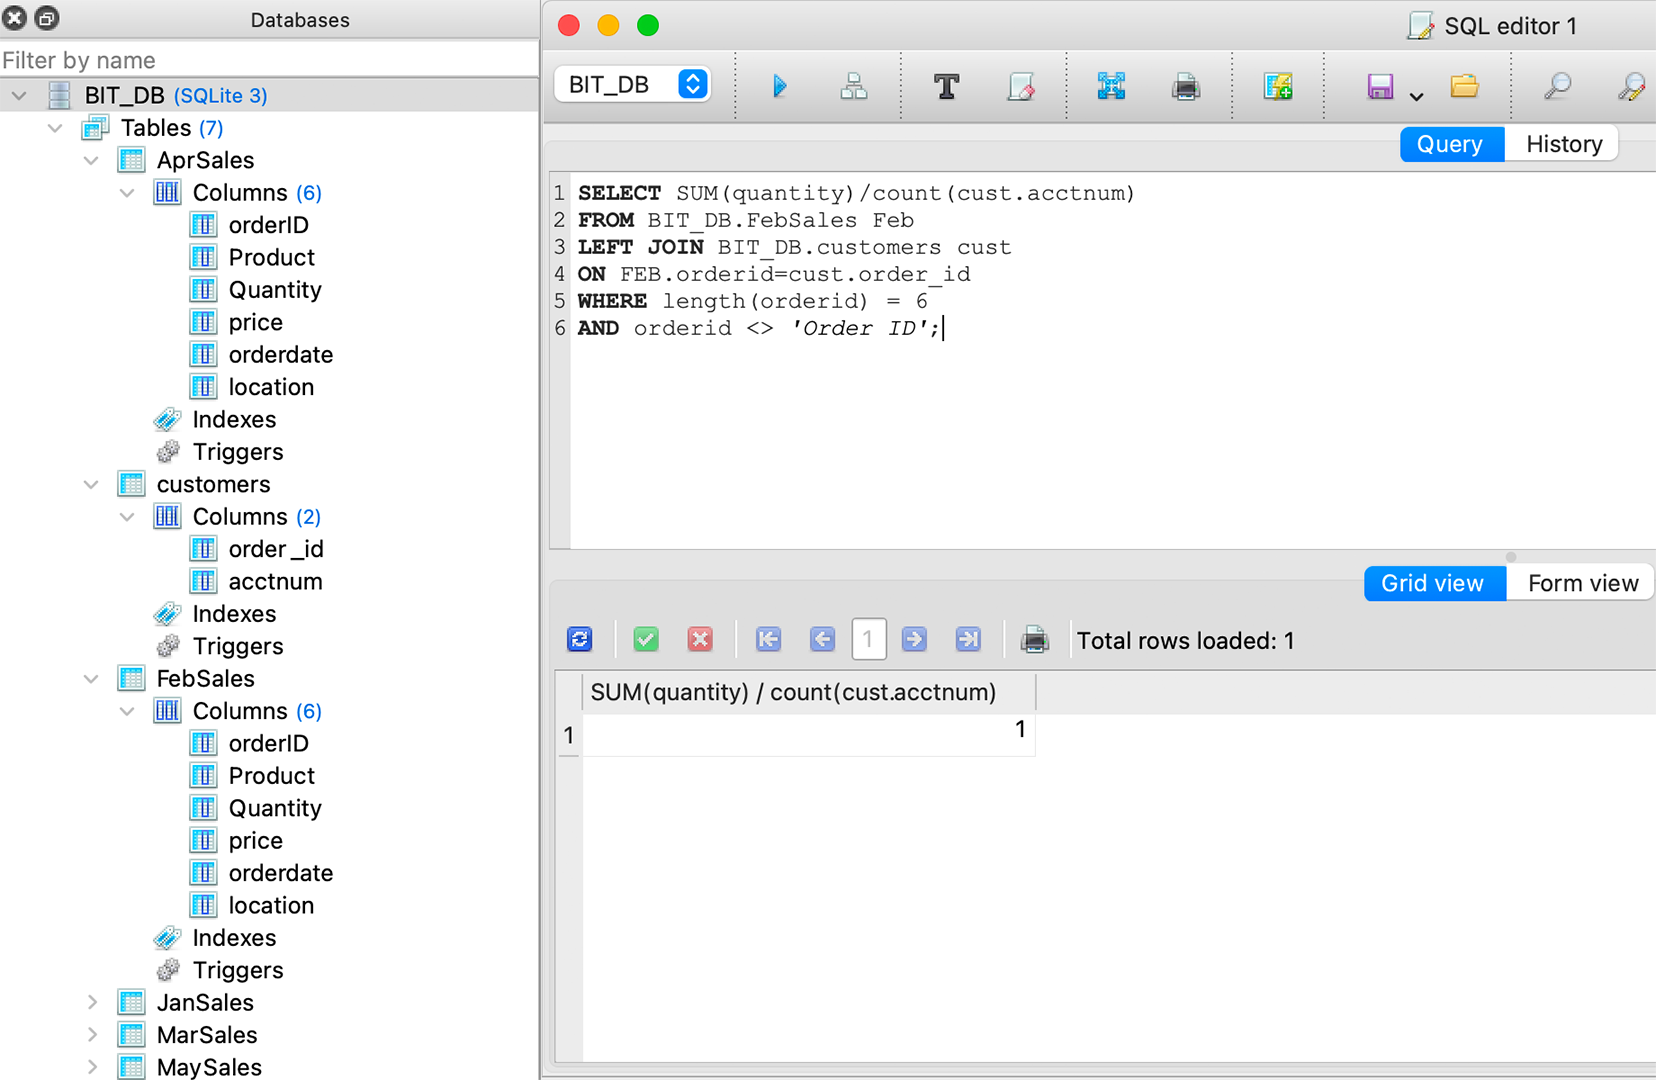 Databases
Filter by name
BIT_DB (SQLite 3)
Tables (7)
AprSales
Columns (6)
orderID
Product
Quantity
price
orderdate
location
Indexes
Triggers
customers
Columns (2)
order _id
acctnum
Indexes
Triggers
FebSales
Columns (6)
orderID
Product
Quantity
price
orderdate
location
Indexes
Triggers
JanSales
MarSales
MaySales
SQL editor 1
BIT_DB
T
Query History
1 SELECT SUM(quantity)/count(cust.acctnum)
2 FROM BIT_DB.FebSales Feb
3 LEFT JOIN BIT_DB.customers cust
4 ON FEB.orderid=cust.order_id
5 WHERE length(orderid) = 6
6 AND orderid <> 'Order ID';
Grid view Form view
1 Total rows loaded: 1
SUM(quantity) / count(cust.acctnum)
1 1